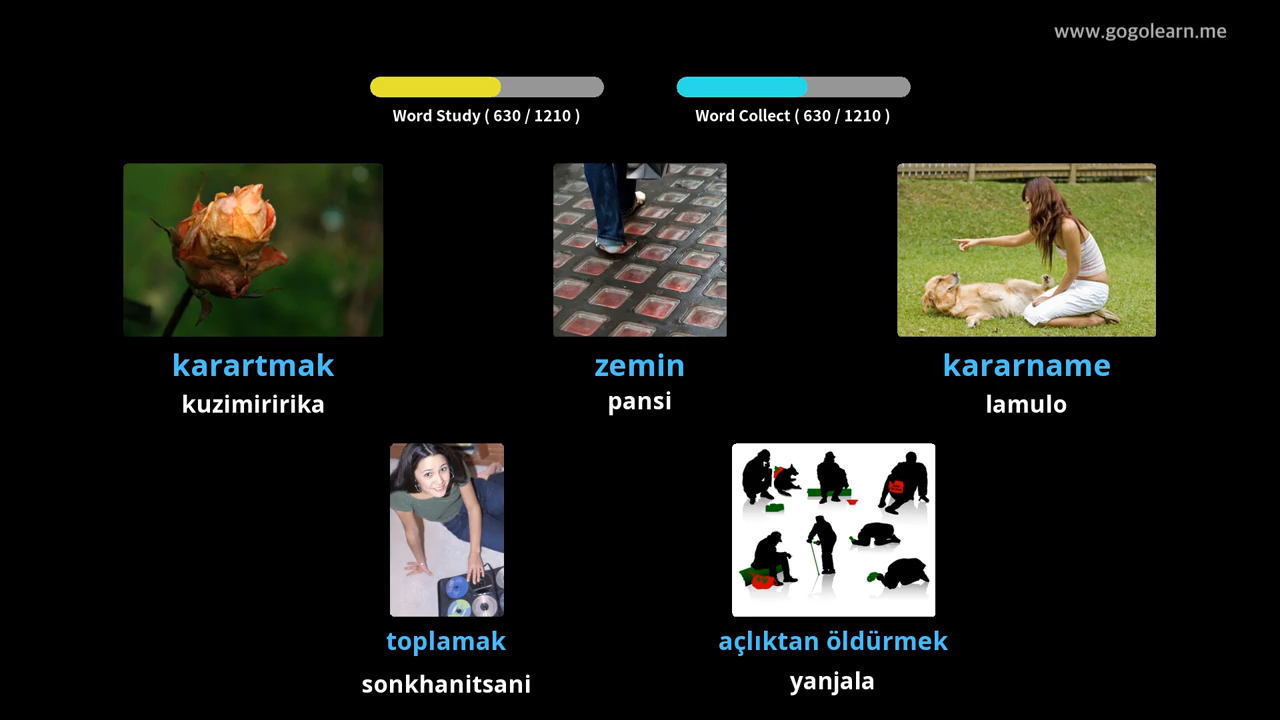 www.gogolearn.me
Word Study ( 630 / 1210 )
Word Collect ( 630 / 1210 )
karartmak
kuzimiririka
zemin
pansi
kararname
lamulo
toplamak
sonkhanitsani
açlıktan öldürmek
yanjala